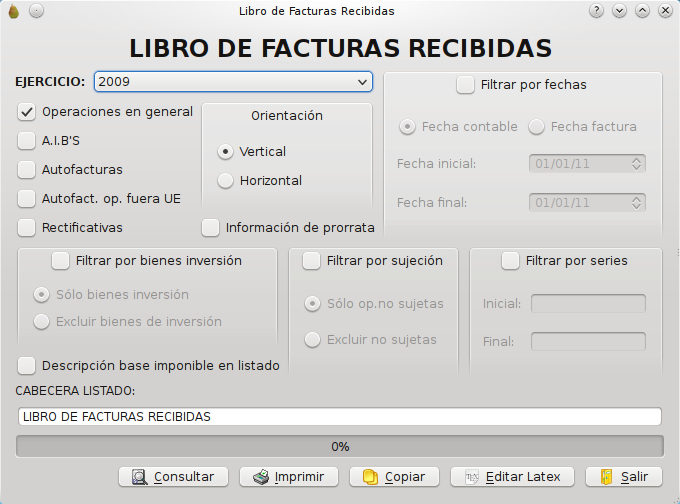 Libro de Facturas Recibidas
LIBRO DE FACTURAS RECIBIDAS
EJERCICIO: 2009
Filtrar por fechas
Operaciones en general
Orientación
Fecha contable Fecha factura
A.I.B'S
Vertical
Fecha inicial: 01/01/11
Autofacturas
Horizontal
Autofact. op. fuera UE
Fecha final: 01/01/11
Rectificativas
Información de prorrata
Filtrar por bienes inversión
Filtrar por sujeción
Filtrar por series
Sólo bienes inversión
Sólo op.no sujetas
Inicial:
Excluir bienes de inversión
Excluir no sujetas
Final:
Descripción base imponible en listado
CABECERA LISTADO:
LIBRO DE FACTURAS RECIBIDAS
0%
Consultar Imprimir Copiar Editar Latex Salir